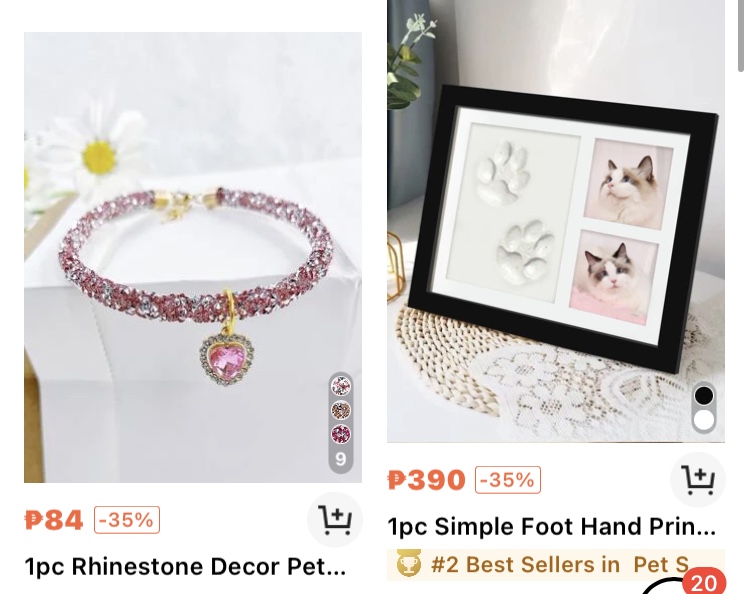 9
₱84 -35%
1pc Rhinestone Decor Pet...
₱390 -35%
1pc Simple Foot Hand Prin...
#2 Best Sellers in Pet S
20